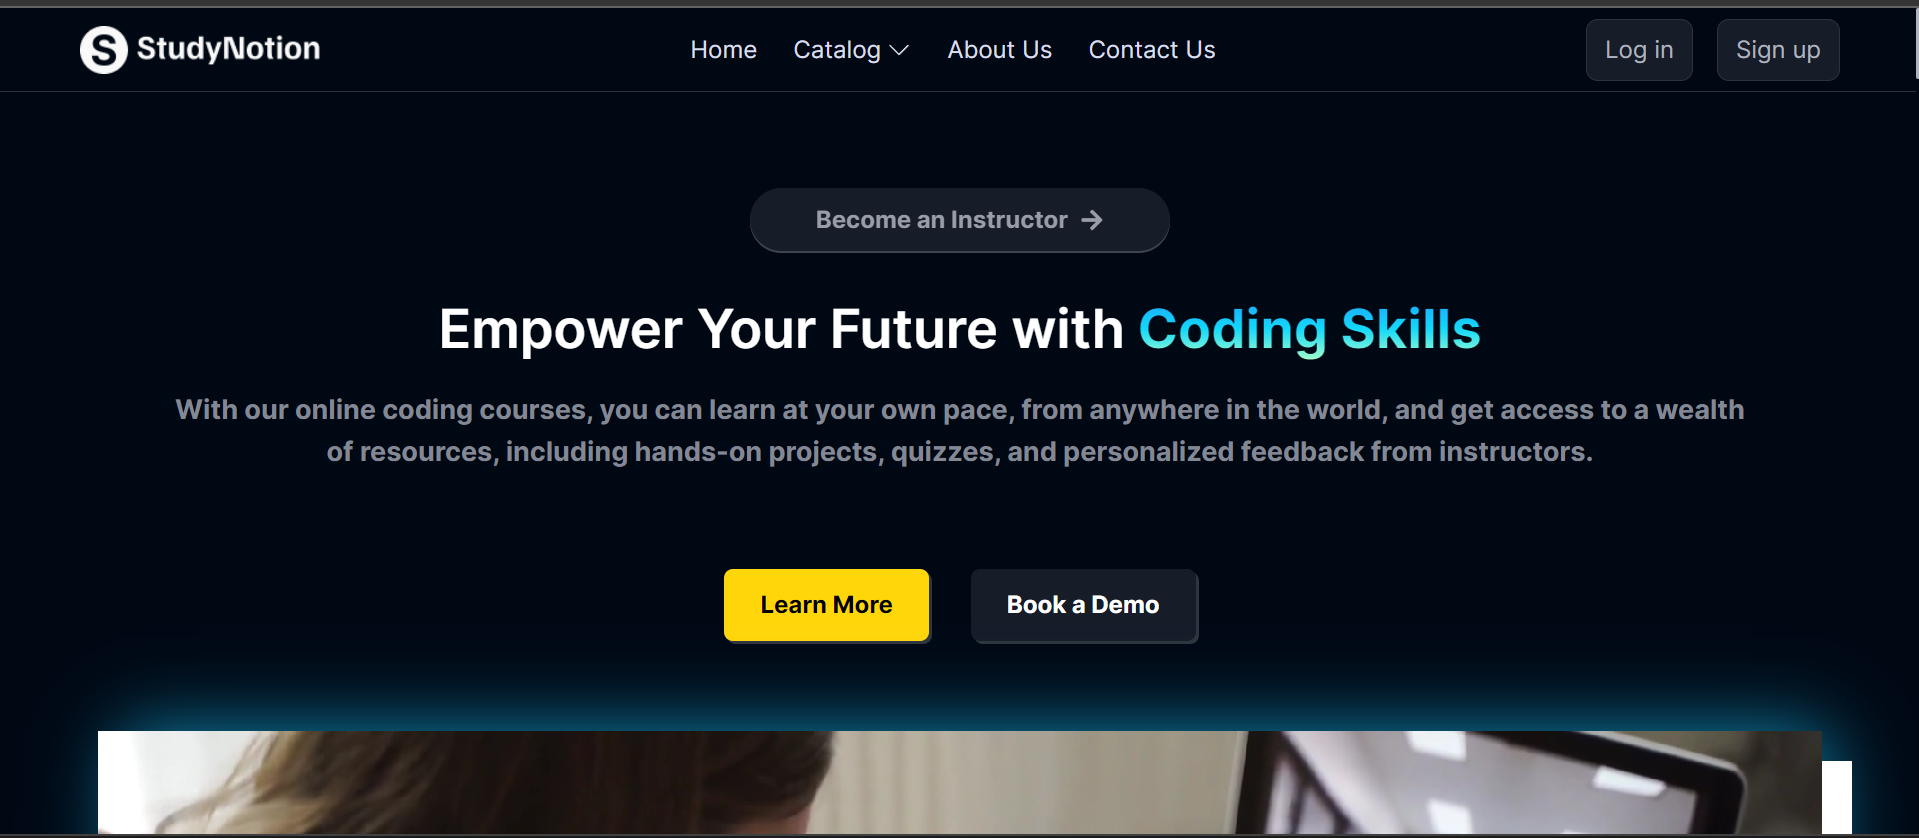 S StudyNotion
Home Catalog About Us Contact Us
Log in Sign up
Become an Instructor →
Empower Your Future with Coding Skills
With our online coding courses, you can learn at your own pace, from anywhere in the world, and get access to a wealth
of resources, including hands-on projects, quizzes, and personalized feedback from instructors.
Learn More Book a Demo